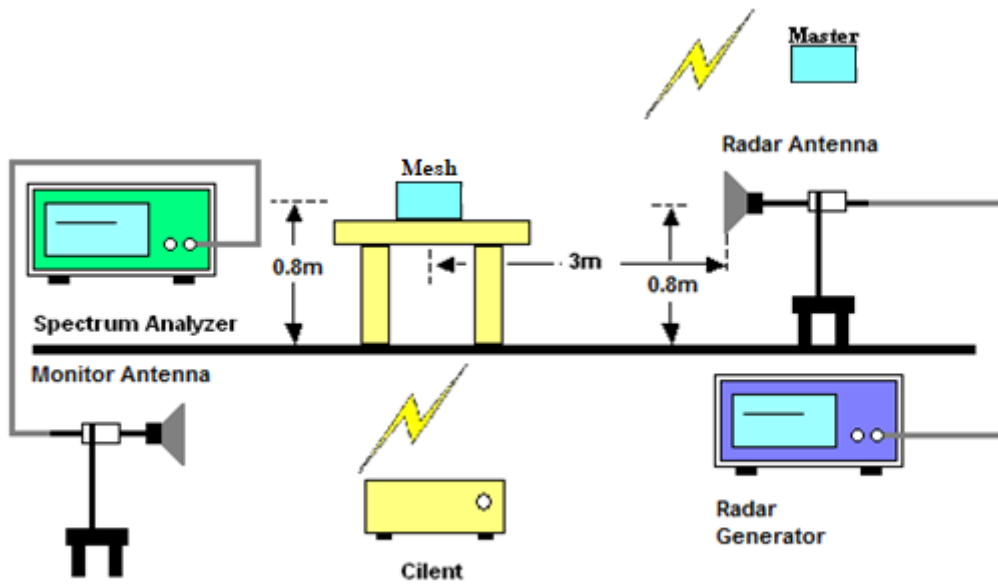 Master
Radar Antenna
Mesh
0.8m
3m
0.8m
Spectrum Analyzer
Monitor Antenna
Radar
Generator
Cilent